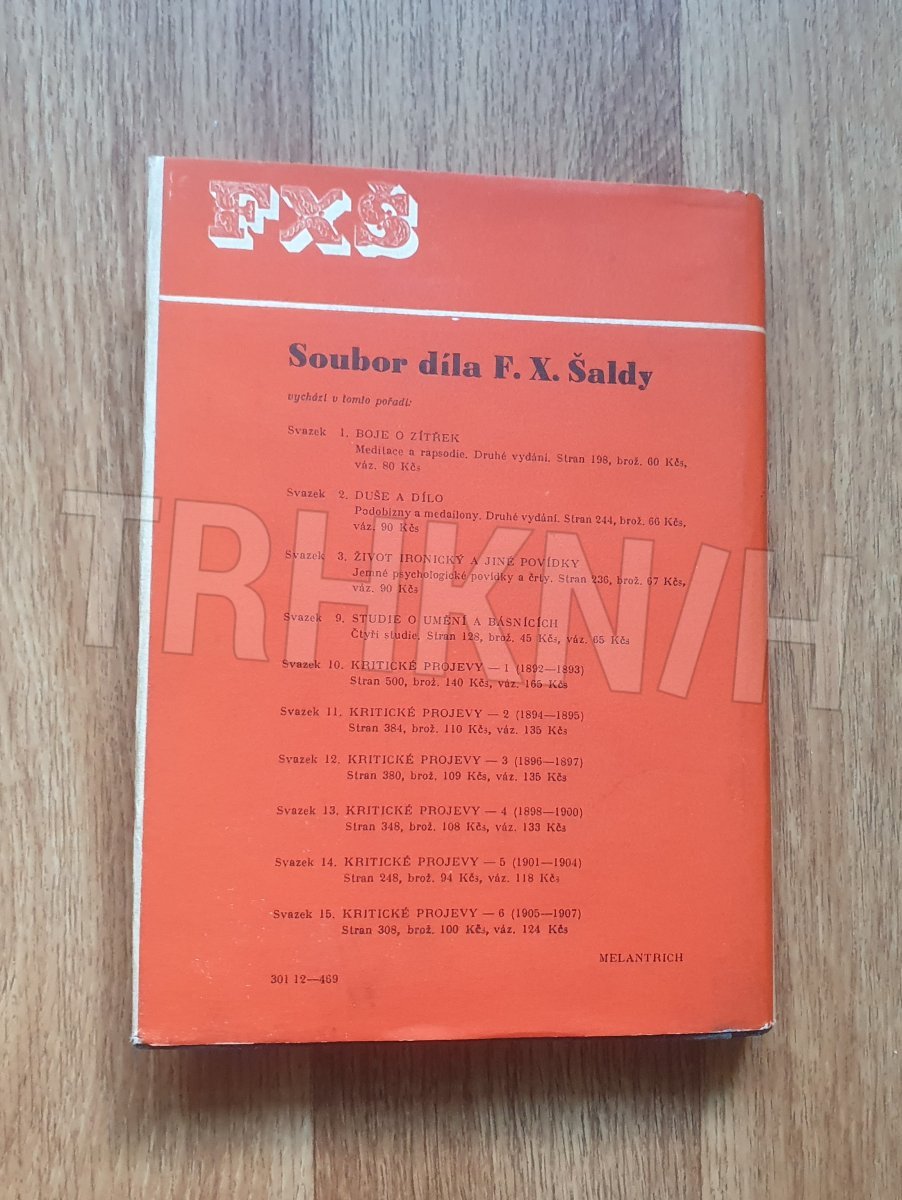 FXŠ
Soubor díla F. X. Šaldy
vychází v tomto pořadí:
Svazek 1. BOJE O ZÍTŘEK
Meditace a rapsodie. Druhé vydání. Stran 198, brož. 60 Kčs,
váz. 80 Kčs
Svazek 2. DUŠE A DÍLO
Podobizny a medailony. Druhé vydání. Stran 244, brož. 66 Kčs,
váz. 90 Kčs
Svazek 3. ŽIVOT IRONICKÝ A JINÉ POVÍDKY
Jemné psychologické povídky a črty. Stran 236, brož. 67 Kčs,
váz. 90 Kčs
Svazek 9. STUDIE O UMĚNÍ A BÁSNÍCÍCH
Čtyři studie. Stran 128, brož. 45 Kčs, váz. 65 Kčs
Svazek 10. KRITICKÉ PROJEVY — 1 (1892—1893)
Stran 500, brož. 140 Kčs, váz. 165 Kčs
Svazek 11. KRITICKÉ PROJEVY — 2 (1894—1895)
Stran 384, brož. 110 Kčs, váz. 135 Kčs
Svazek 12. KRITICKÉ PROJEVY — 3 (1896—1897)
Stran 380, brož. 109 Kčs, váz. 135 Kčs
Svazek 13. KRITICKÉ PROJEVY — 4 (1898—1900)
Stran 348, brož. 108 Kčs, váz. 133 Kčs
Svazek 14. KRITICKÉ PROJEVY — 5 (1901—1904)
Stran 248, brož. 94 Kčs, váz. 118 Kčs
Svazek 15. KRITICKÉ PROJEVY — 6 (1905—1907)
Stran 308, brož. 100 Kčs, váz. 124 Kčs
MELANTRICH
301 12—469
TRHKNIH